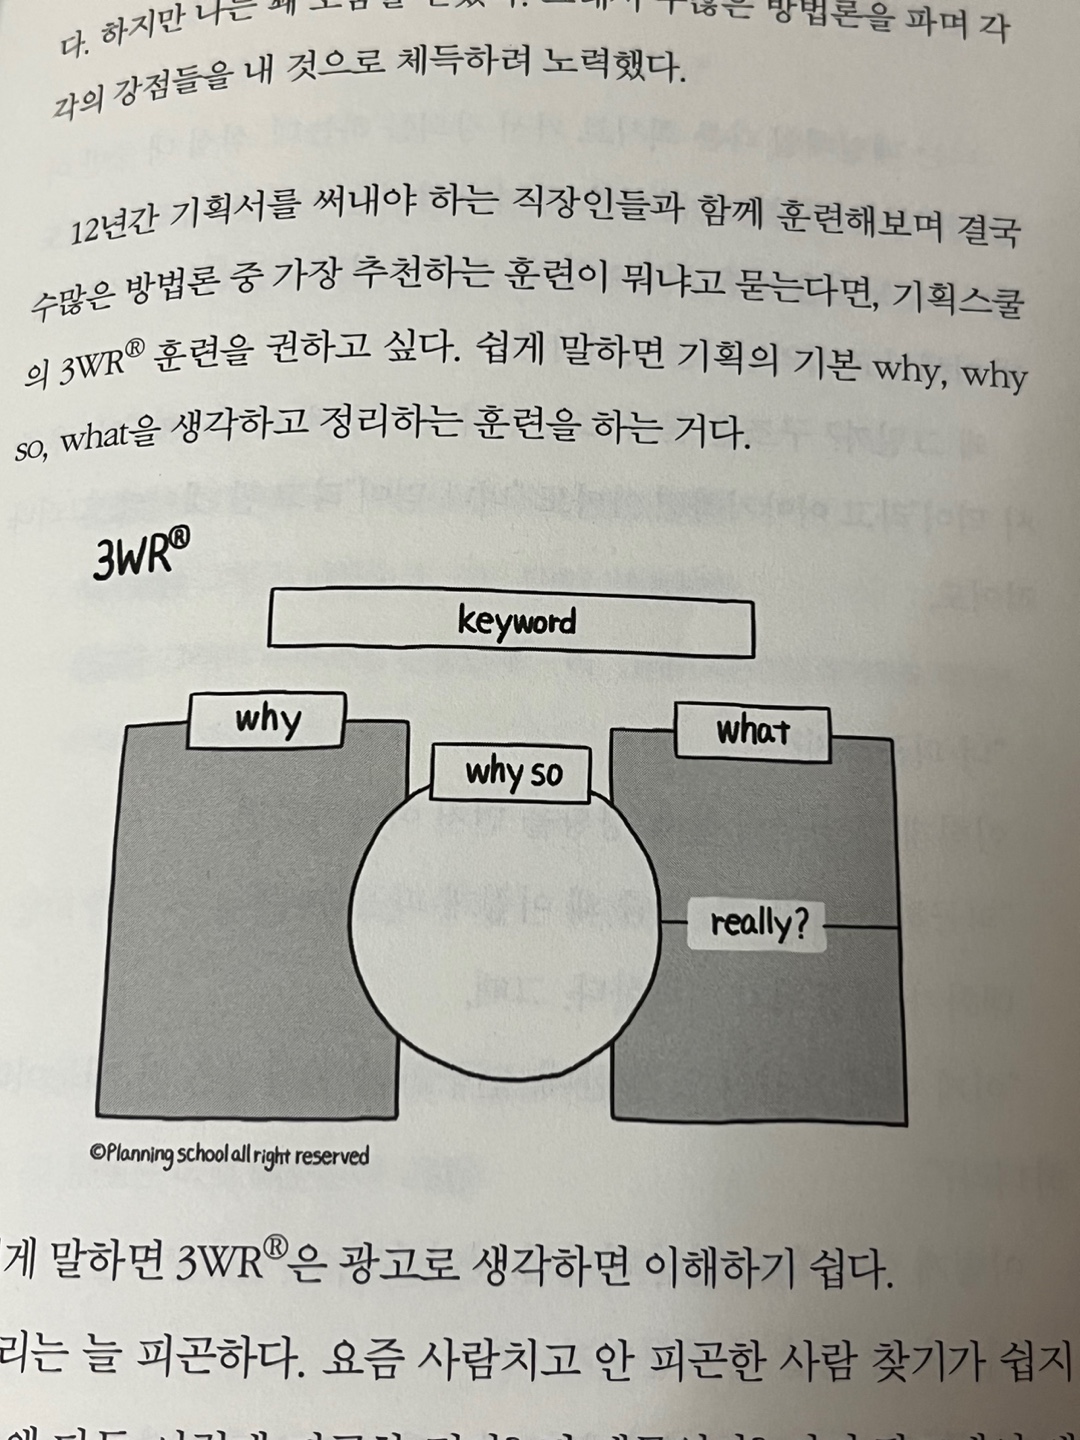 다. 하지만 나는 꽤 방법론을 파며 각
각의 강점들을 내 것으로 체득하려 노력했다.
12년간 기획서를 써내야 하는 직장인들과 함께 훈련해보며 결국
수많은 방법론 중 가장 추천하는 훈련이 뭐냐고 묻는다면, 기획스쿨
의 3WR® 훈련을 권하고 싶다. 쉽게 말하면 기획의 기본 why, why
so, what을 생각하고 정리하는 훈련을 하는 거다.
3WR®
keyword
why
why so
what
really?
©Planning school all right reserved
게 말하면 3WR®은 광고로 생각하면 이해하기 쉽다.
리는 늘 피곤하다. 요즘 사람치고 안 피곤한 사람 찾기가 쉽지